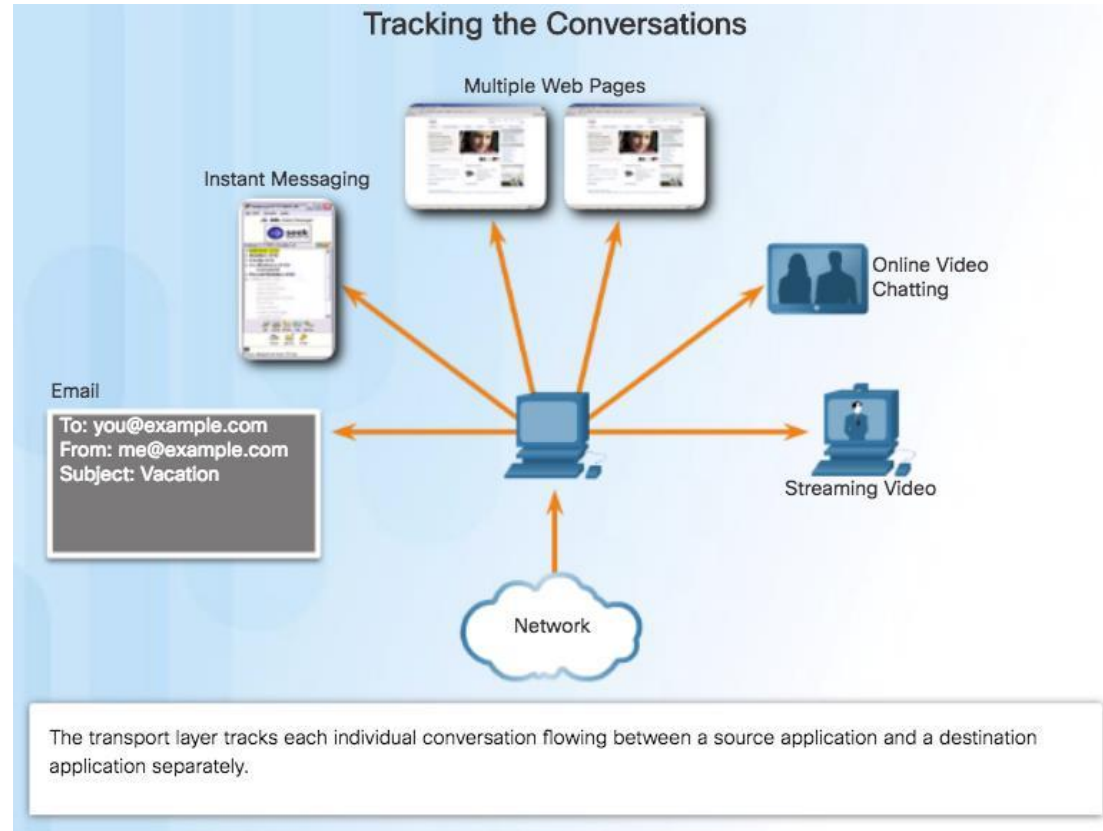 Tracking the Conversations
Multiple Web Pages
Instant Messaging
seek
Online Video
Chatting
Email
To: you@example.com
From: me@example.com
Subject: Vacation
Streaming Video
Network
The transport layer tracks each individual conversation flowing between a source application and a destination
application separately.